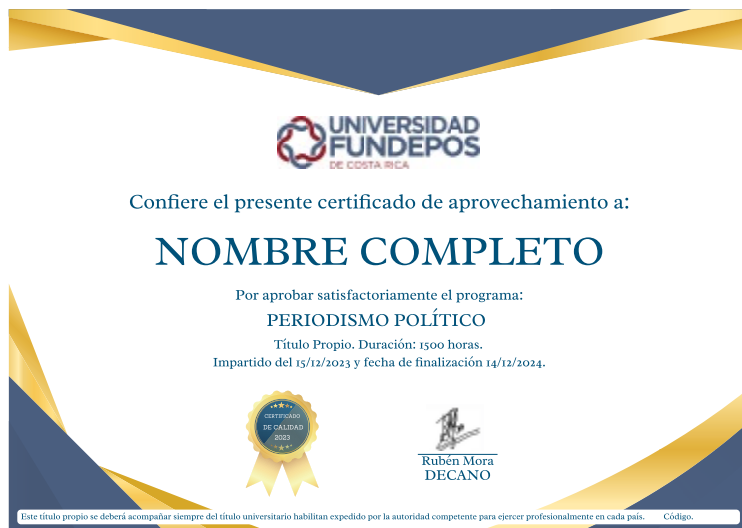 UNIVERSIDAD
FUNDEPOS
DE COSTA RICA
Confiere el presente certificado de aprovechamiento a:
NOMBRE COMPLETO
Por aprobar satisfactoriamente el programa:
PERIODISMO POLÍTICO
Título Propio. Duración: 1500 horas.
Impartido del 15/12/2023 y fecha de finalización 14/12/2024.
CERTIFICADO
DE CALIDAD
2023
Rubén Mora
DECANO
Este título propio se deberá acompañar siempre del título universitario habilitan expedido por la autoridad competente para ejercer profesionalmente en cada país. Código.